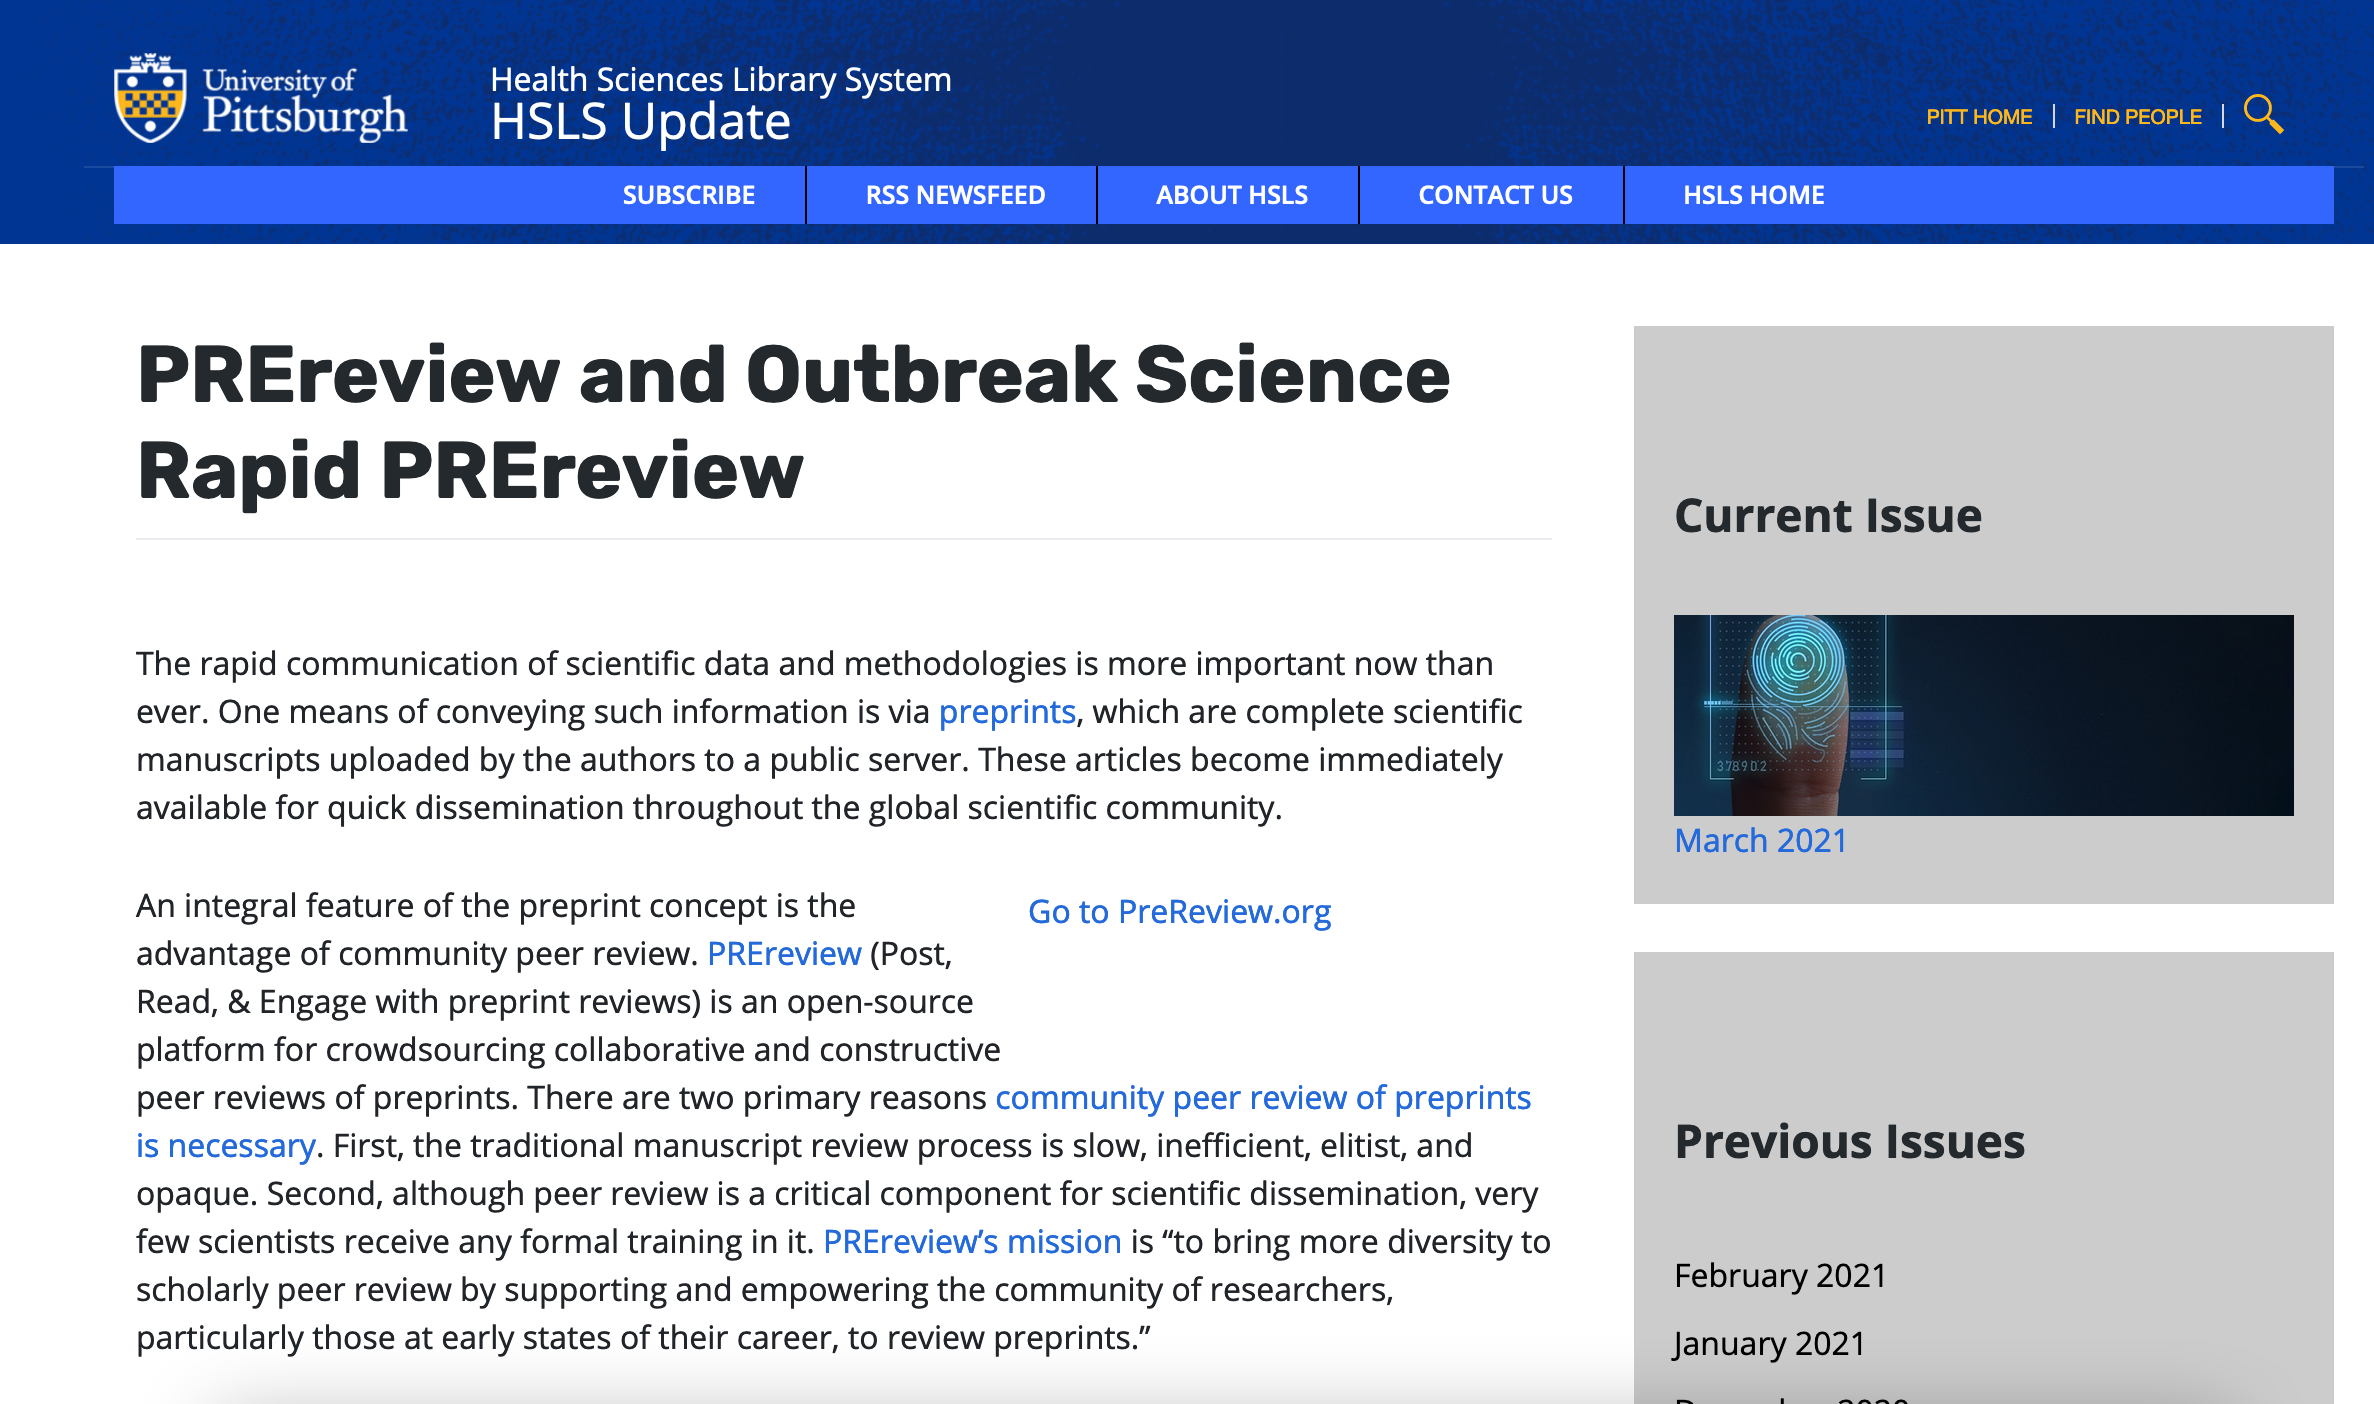 University of
Pittsburgh
Health Sciences Library System
HSLS Update
PITT HOME
FIND PEOPLE
SUBSCRIBE
RSS NEWSFEED
ABOUT HSLS
CONTACT US
HSLS HOME
PREreview and Outbreak Science
Rapid PREreview
The rapid communication of scientific data and methodologies is more important now than
ever. One means of conveying such information is via preprints, which are complete scientific
manuscripts uploaded by the authors to a public server. These articles become immediately
available for quick dissemination throughout the global scientific community.
An integral feature of the preprint concept is the
advantage of community peer review. PREreview (Post,
Read, & Engage with preprint reviews) is an open-source
platform for crowdsourcing collaborative and constructive
Go to PreReview.org
peer reviews of preprints. There are two primary reasons community peer review of preprints
is necessary. First, the traditional manuscript review process is slow, inefficient, elitist, and
opaque. Second, although peer review is a critical component for scientific dissemination, very
few scientists receive any formal training in it. PREreview’s mission is “to bring more diversity to
scholarly peer review by supporting and empowering the community of researchers,
particularly those at early states of their career, to review preprints.”
Current Issue
378902
March 2021
Previous Issues
February 2021
January 2021